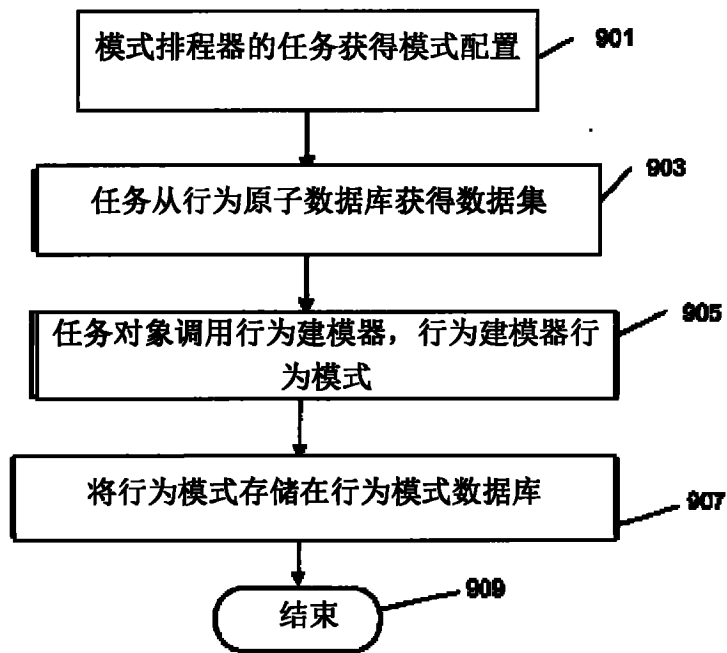 模式排程器的任务获得模式配置
901
任务从行为原子数据库获得数据集
903
任务对象调用行为建模器，行为建模器行
为模式
905
将行为模式存储在行为模式数据库
907
结束
909